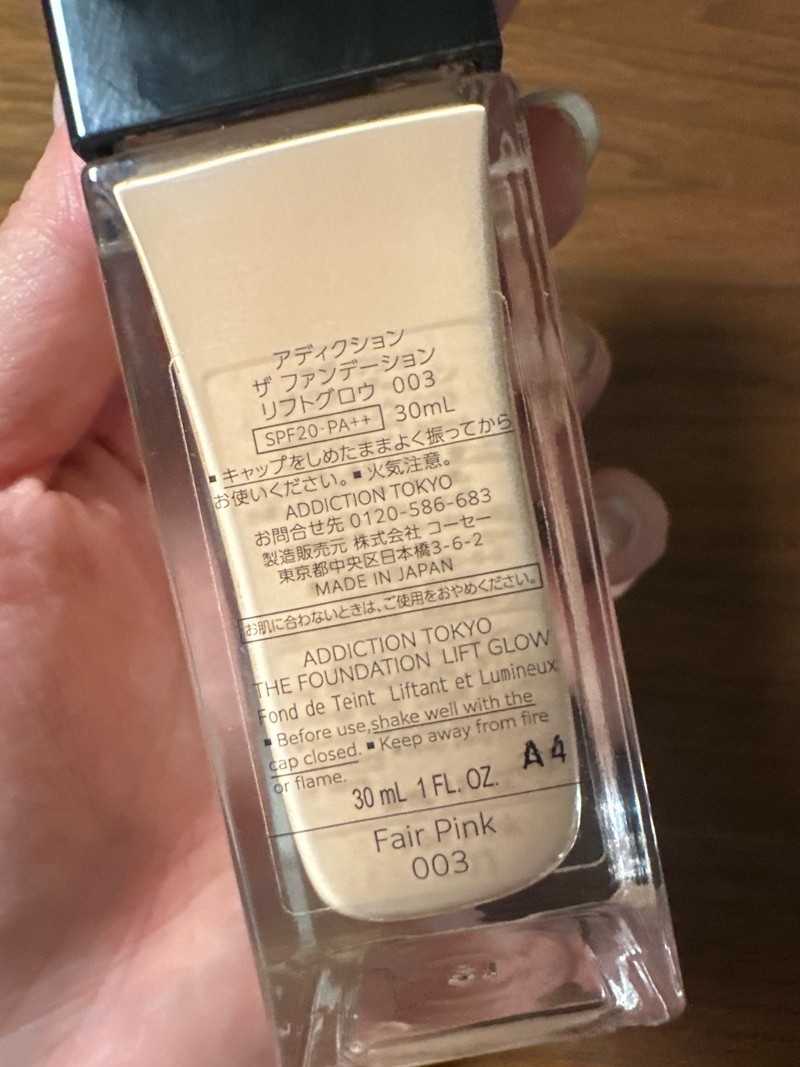 アディクション
ザ ファンデーション
リフトグロウ 003
SPF20·PA++ 30mL
▪キャップをしめたままよく振ってから
お使いください。▪火気注意。
ADDICTION TOKYO
お問合せ先 0120-586-683
製造販売元 株式会社 コーセー
東京都中央区日本橋3-6-2
MADE IN JAPAN
お肌に合わないときは、ご使用をおやめください。
ADDICTION TOKYO
THE FOUNDATION LIFT GLOW
Fond de Teint Liftant et Lumineux
▪Before use,shake well with the
cap closed. ▪Keep away from fire
or flame.
A4
30 mL 1 FL. OZ.
Fair Pink
003